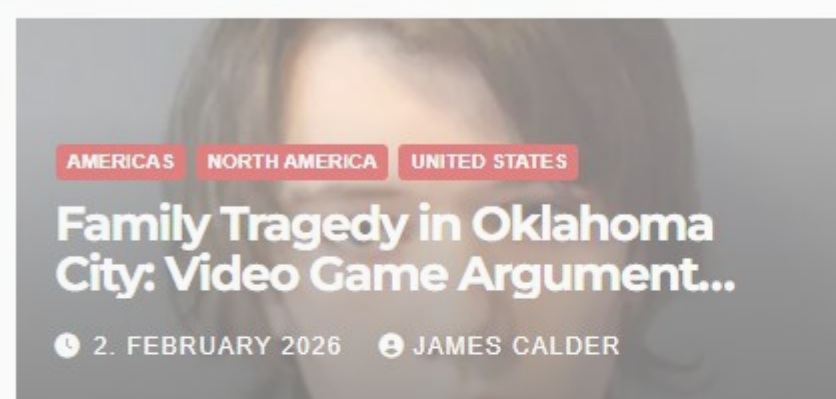 AMERICAS NORTH AMERICA UNITED STATES
Family Tragedy in Oklahoma
City: Video Game Argument...
2. FEBRUARY 2026 JAMES CALDER